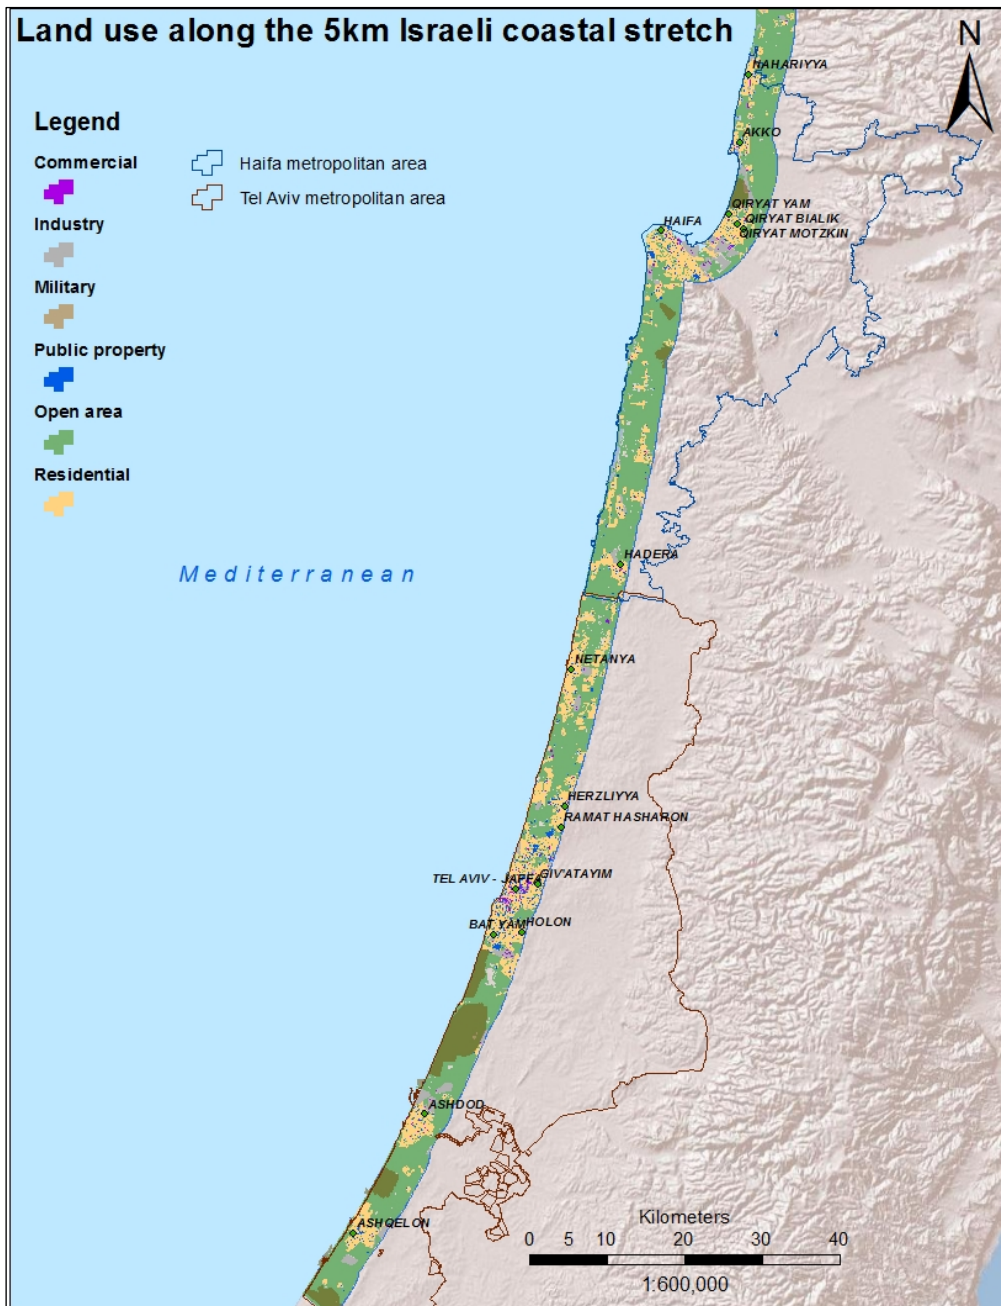 Land use along the 5km Israeli coastal stretch
N
Legend
Commercial
Industry
Military
Public property
Open area
Residential
Haifa metropolitan area
Tel Aviv metropolitan area
NAHARIYYA
AKKO
QIRYAT YAM
QIRYAT BIALIK
QIRYAT MOTZKIN
HAIFA
HADERA
Mediterranean
NETANYA
HERZLIYYA
RAMAT HASHARON
TEL AVIV - JAFFA
GIV'ATAYIM
BAT YAM
HOLON
ASHDOD
ASHQELON
Kilometers
0 5 10 20 30 40
1:600,000